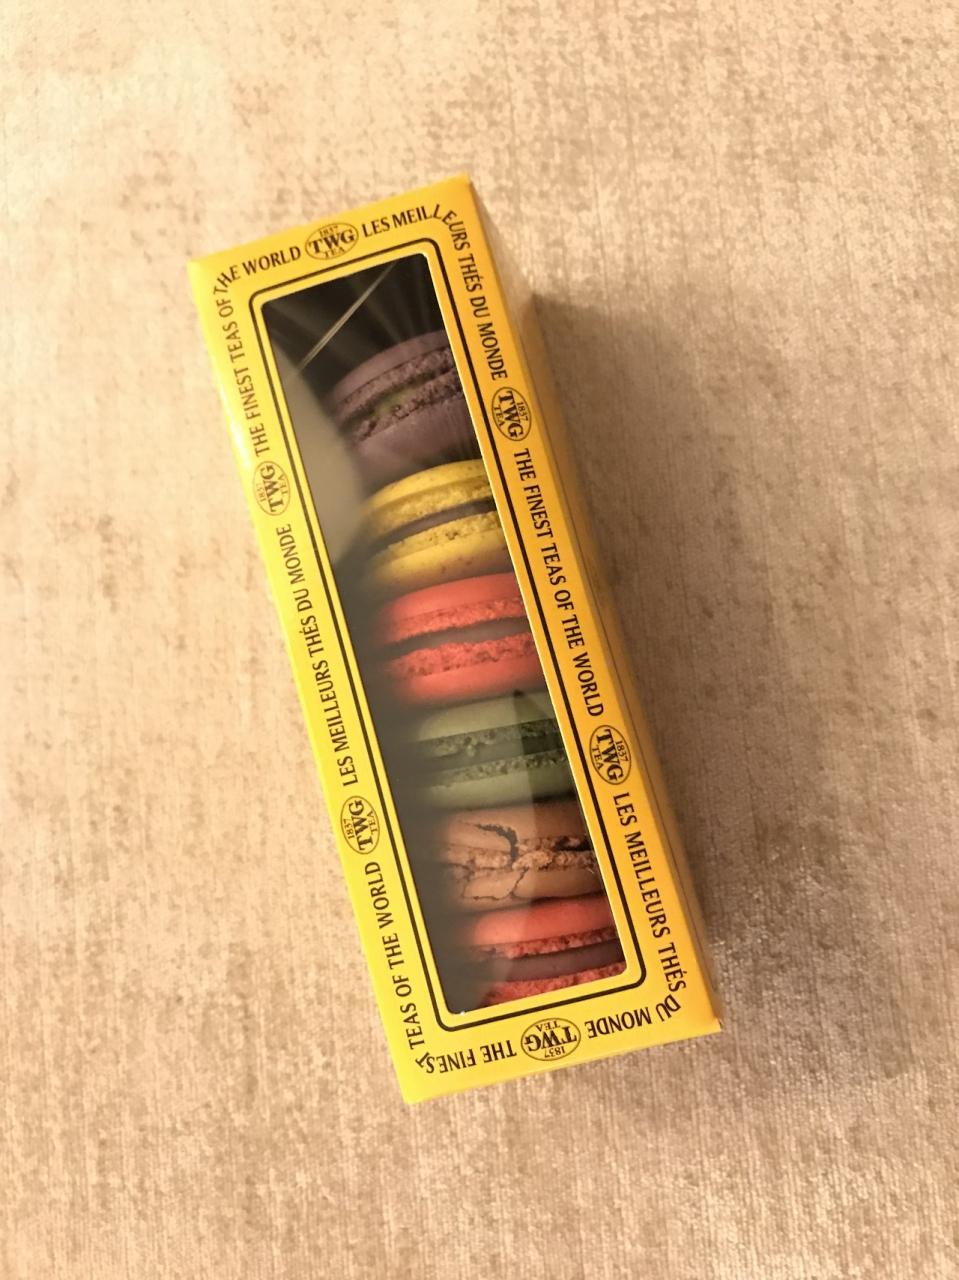 1837 TWG TEA
LES MEILLEURS THÉS DU MONDE
1837 TWG TEA
THE FINEST TEAS OF THE WORLD
1837 TWG TEA
LES MEILLEURS THÉS DU MONDE
1837 TWG TEA
THE FINEST TEAS OF THE WORLD
1837 TWG TEA
LES MEILLEURS THÉS DU MONDE
1837 TWG TEA
THE FINEST TEAS OF THE WORLD